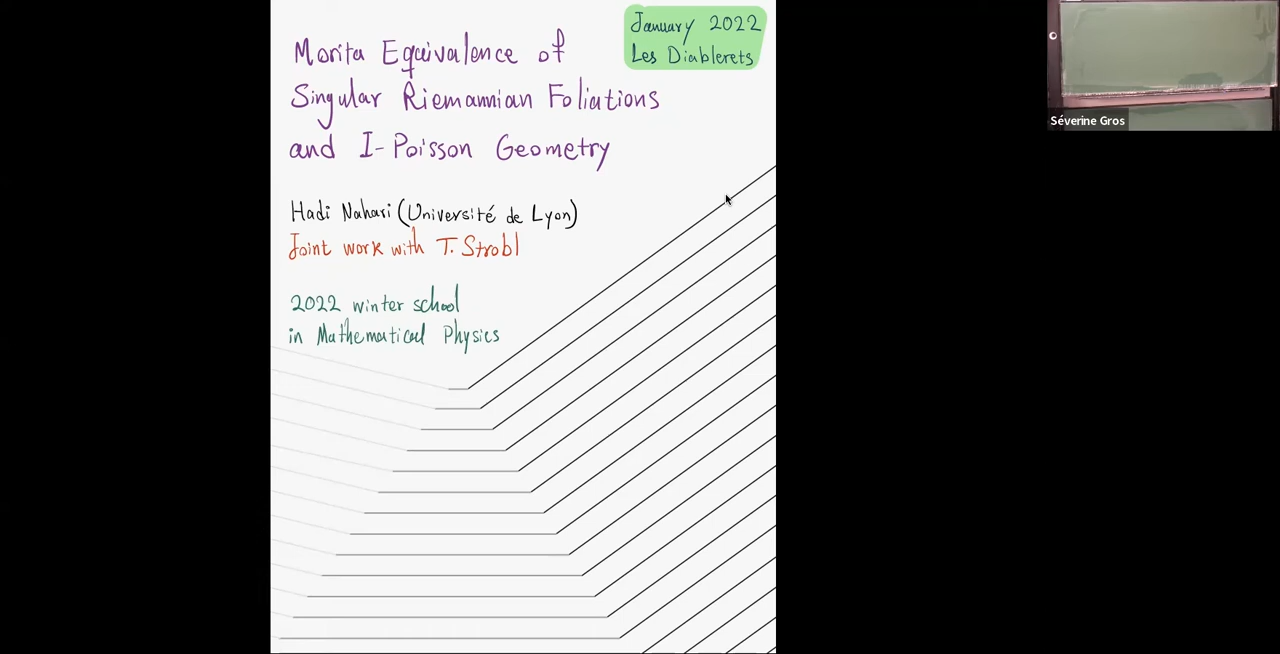 January 2022
Les Diablerets
Morita Equivalence of
Singular Riemannian Foliations
and I-Poisson Geometry
Hadi Nahari (Université de Lyon)
Joint work with T. Strobl
2022 winter school
in Mathematical Physics
Séverine Gros